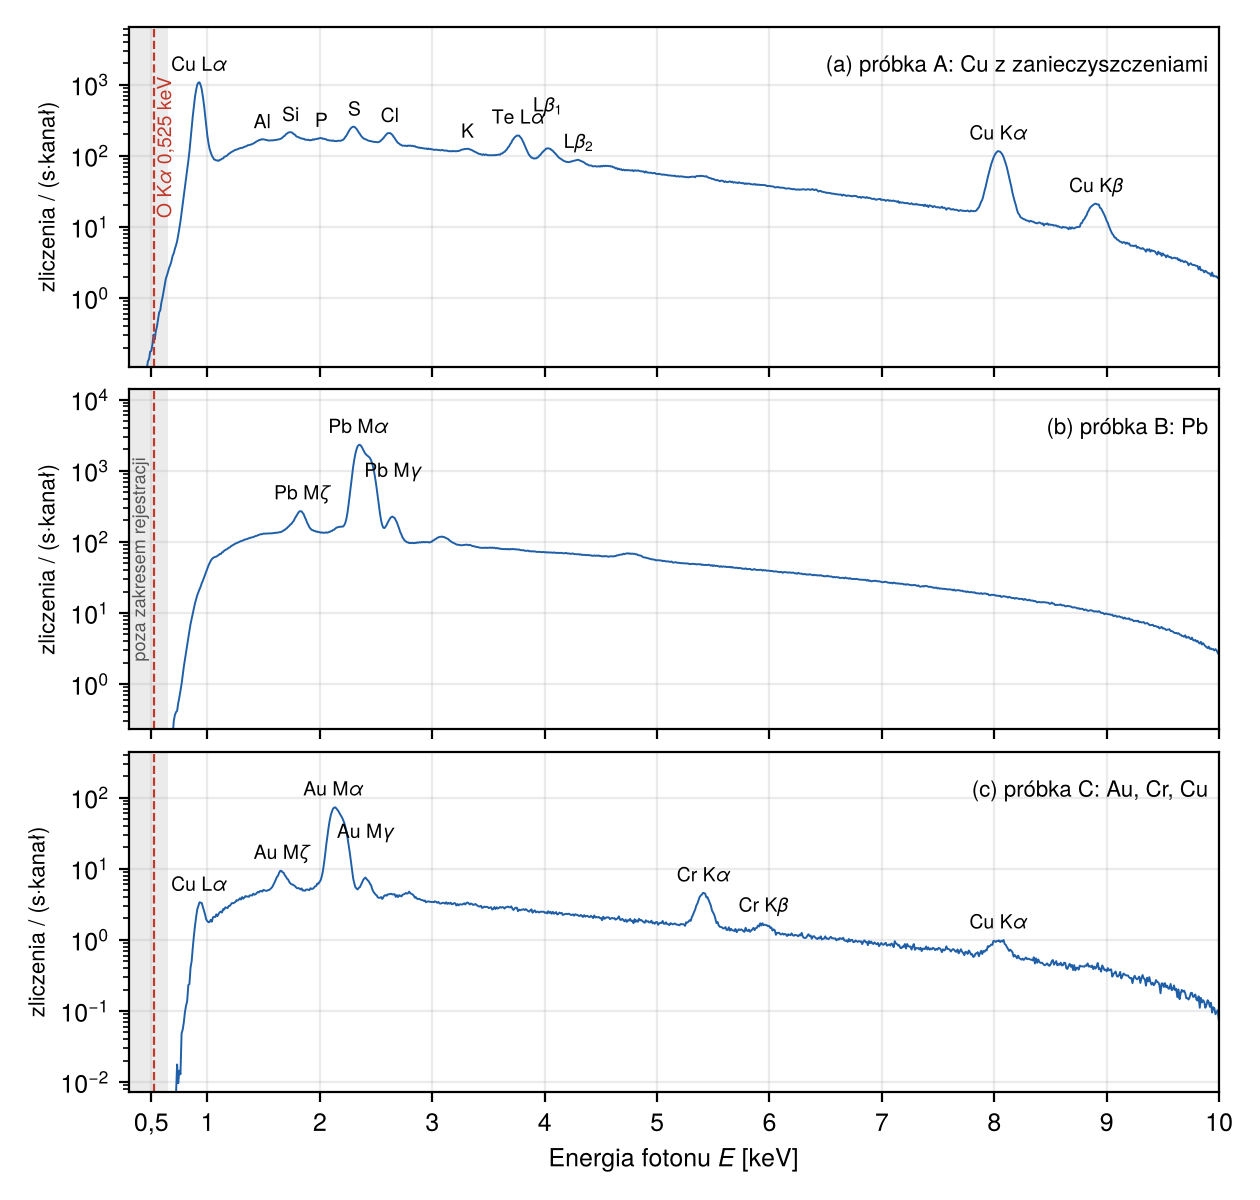 (a) próbka A: Cu z zanieczyszczeniami
zliczenia / (s·kanał)
10³
10²
10¹
10⁰
O Kα 0,525 keV
Cu Lα
Al
Si
P
S
Cl
K
Te Lα
Lβ₁
Lβ₂
Cu Kα
Cu Kβ
(b) próbka B: Pb
zliczenia / (s·kanał)
10⁴
10³
10²
10¹
10⁰
poza zakresem rejestracji
Pb Mζ
Pb Mα
Pb Mγ
(c) próbka C: Au, Cr, Cu
zliczenia / (s·kanał)
10²
10¹
10⁰
10⁻¹
10⁻²
Cu Lα
Au Mζ
Au Mα
Au Mγ
Cr Kα
Cr Kβ
Cu Kα
0,5 1 2 3 4 5 6 7 8 9 10
Energia fotonu E [keV]